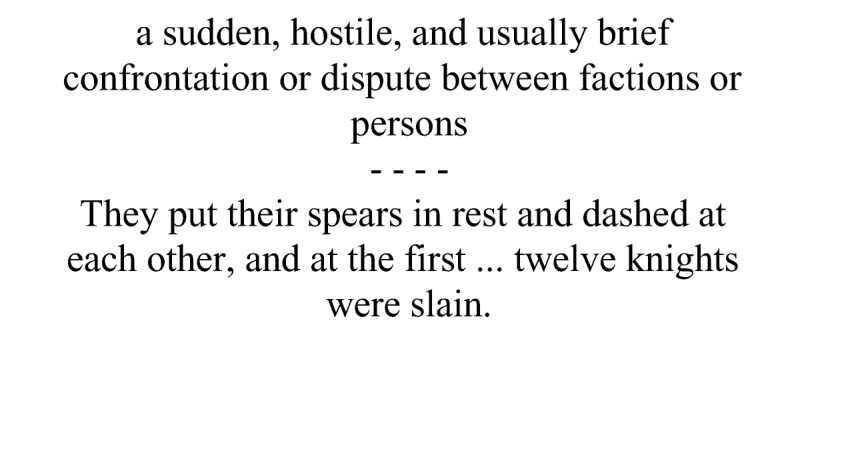 a sudden, hostile, and usually brief
confrontation or dispute between factions or
persons
- - - -
They put their spears in rest and dashed at
each other, and at the first ... twelve knights
were slain.